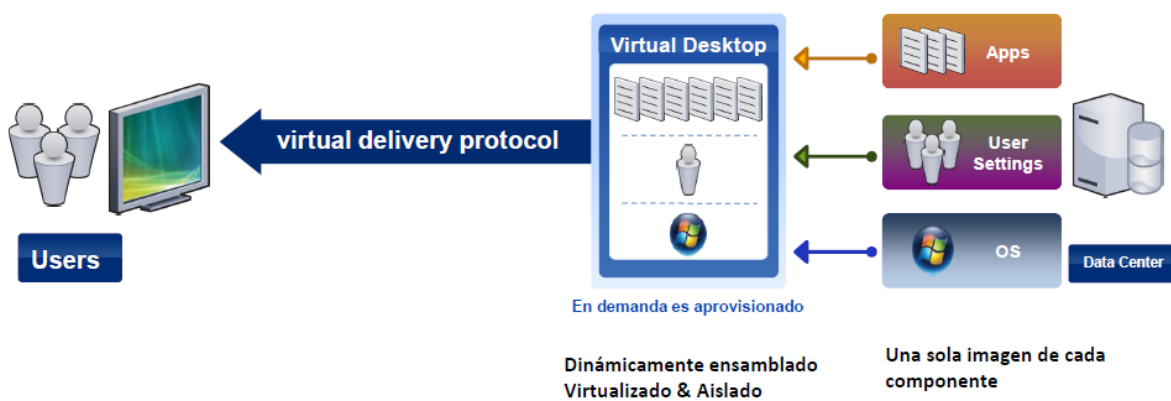 Virtual Desktop
Apps
virtual delivery protocol
User
Settings
Users
OS
Data Center
En demanda es aprovisionado
Dinámicamente ensamblado
Virtualizado & Aislado
Una sola imagen de cada
componente